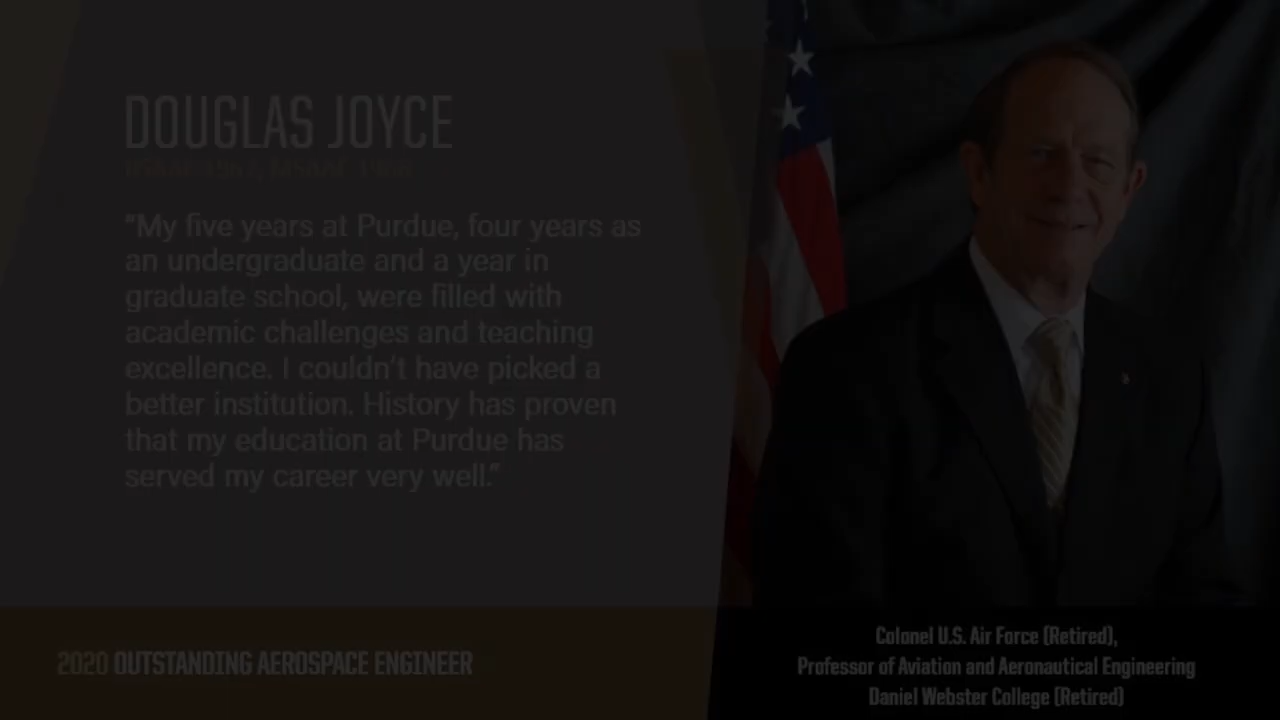 DOUGLAS JOYCE
"My five years at Purdue, four years as
an undergraduate and a year in
graduate school, were filled with
academic challenges and teaching
excellence. I couldn't have picked a
better institution. History has proven
that my education at Purdue has
served my career very well."
2020 OUTSTANDING AEROSPACE ENGINEER
Colonel U.S. Air Force (Retired),
Professor of Aviation and Aeronautical Engineering
Daniel Webster College (Retired)